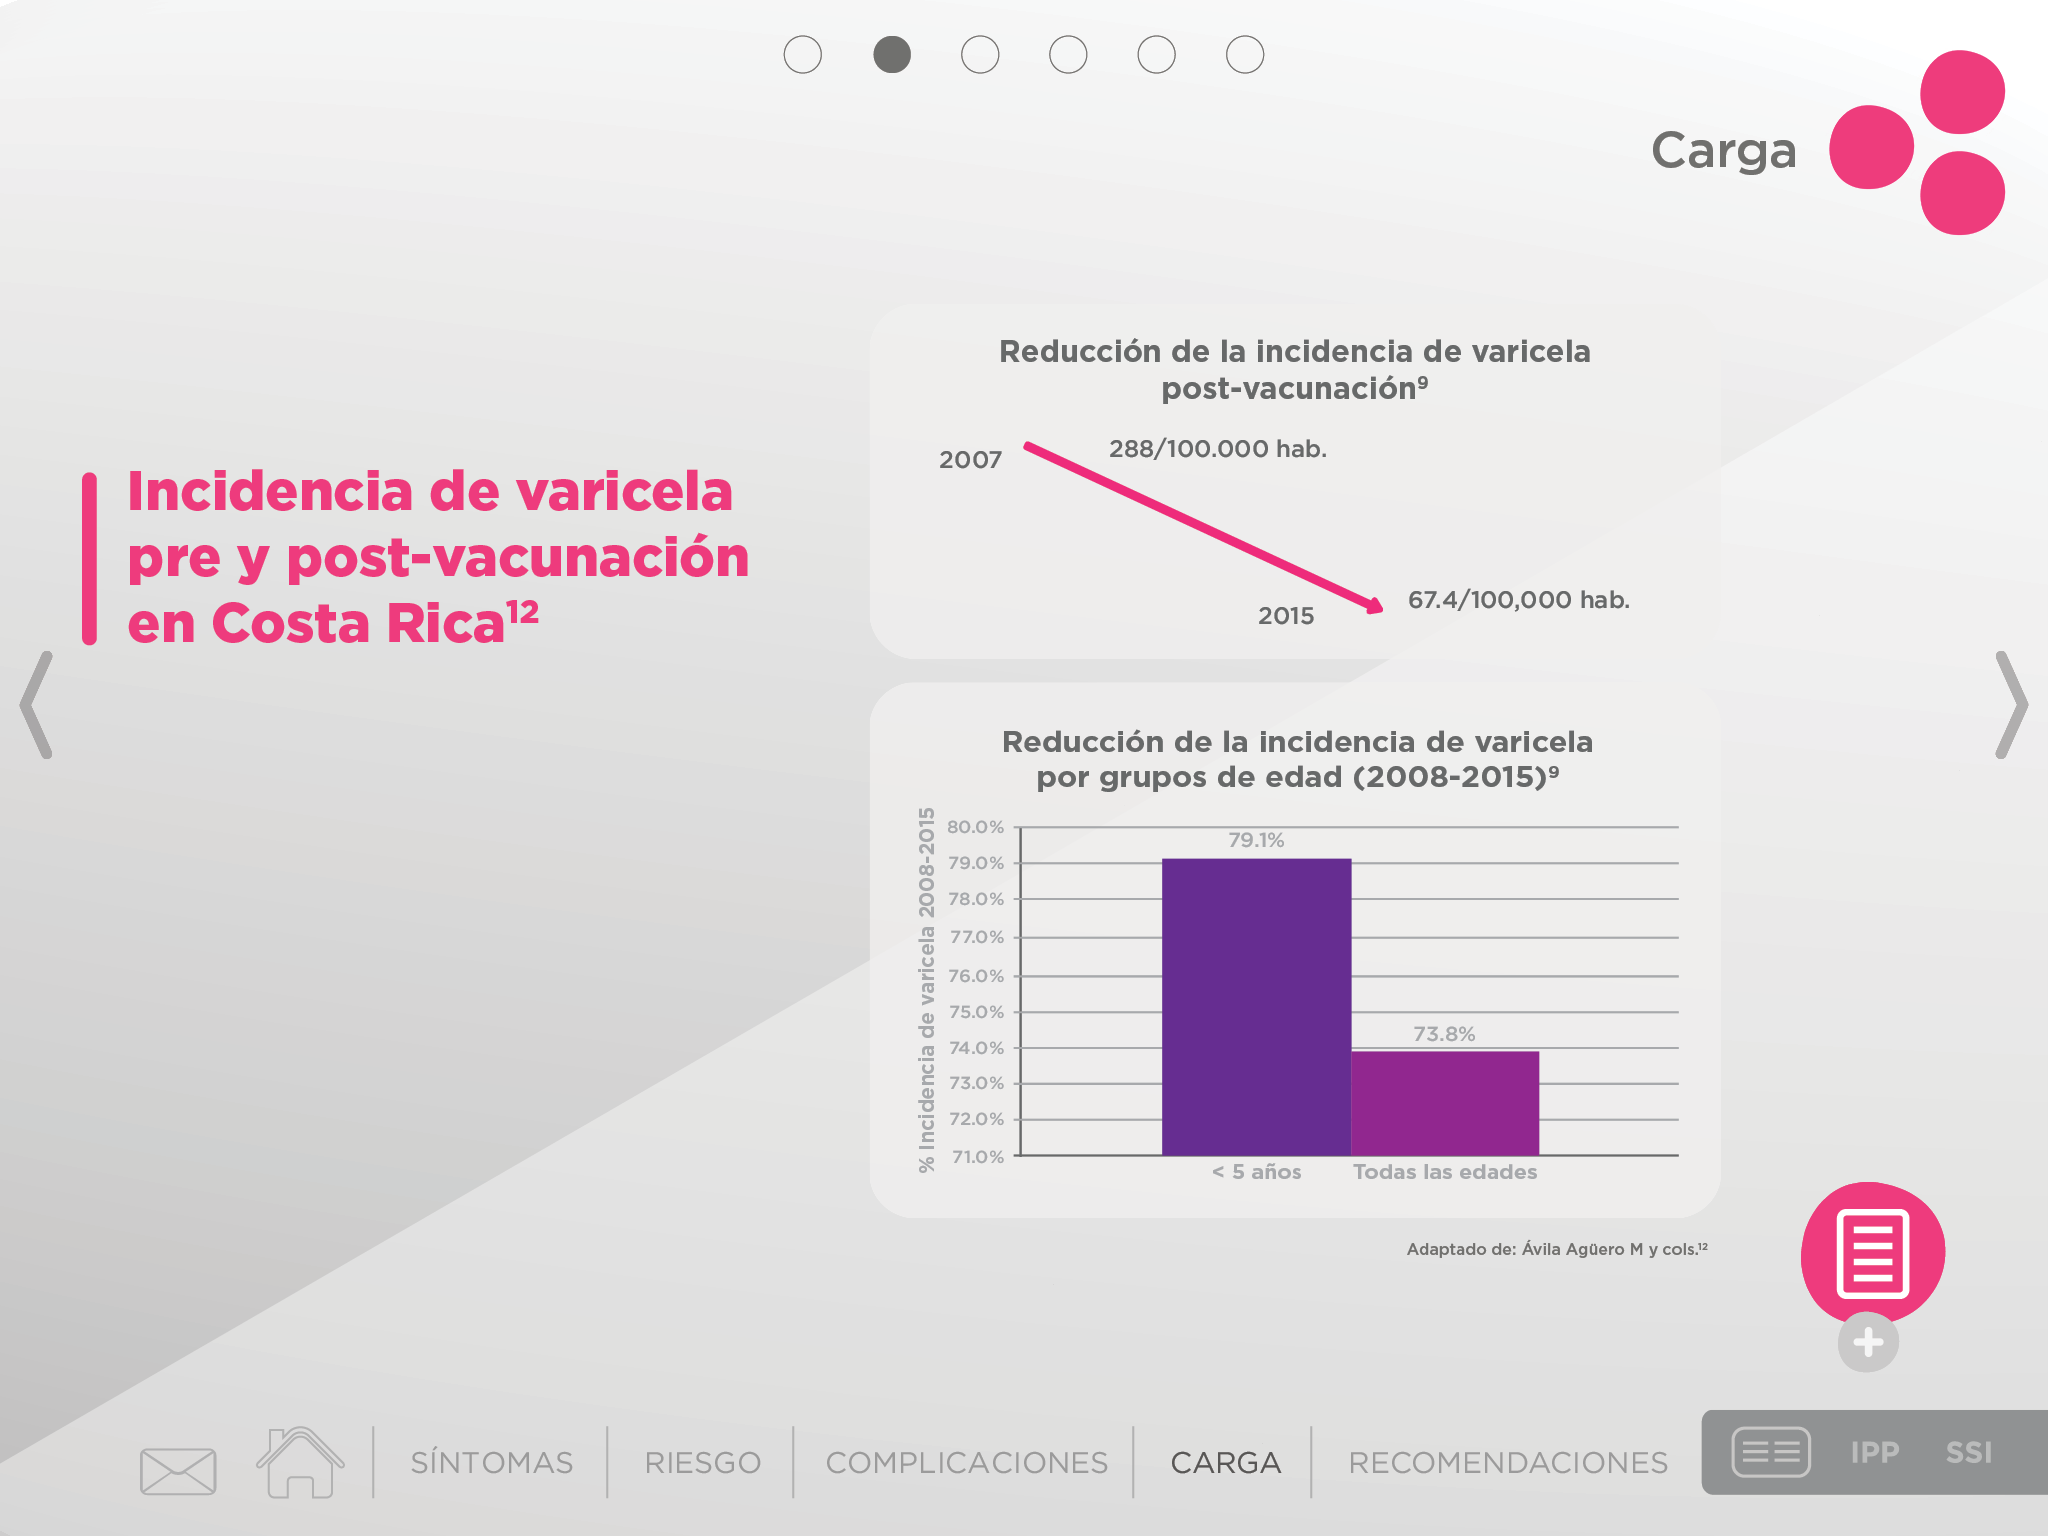 Carga
Incidencia de varicela
pre y post-vacunación
en Costa Rica¹²
Reducción de la incidencia de varicela
post-vacunación⁹
2007
288/100.000 hab.
2015
67.4/100,000 hab.
Reducción de la incidencia de varicela
por grupos de edad (2008-2015)⁹
% Incidencia de varicela 2008-2015
80.0%
79.0%
78.0%
77.0%
76.0%
75.0%
74.0%
73.0%
72.0%
71.0%
79.1%
73.8%
< 5 años
Todas las edades
Adaptado de: Ávila Agüero M y cols.¹²
SÍNTOMAS
RIESGO
COMPLICACIONES
CARGA
RECOMENDACIONES
IPP
SSI